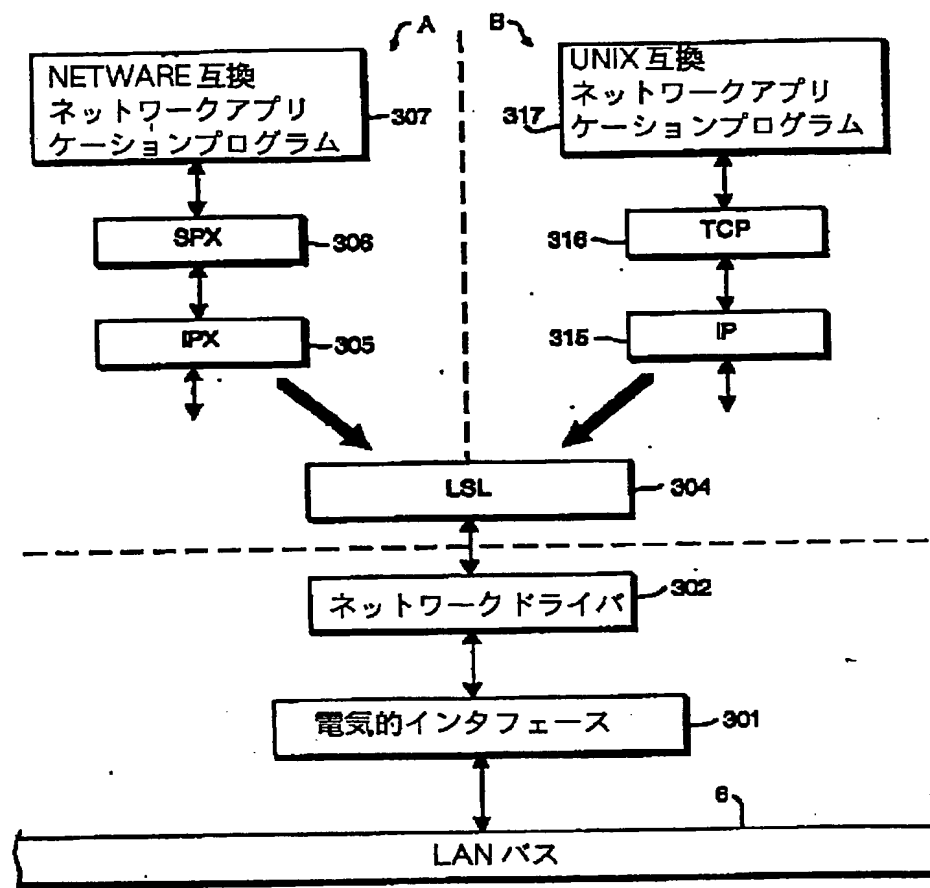 A
B
NETWARE 互換
ネットワークアプリ
ケーションプログラム
307
UNIX 互換
ネットワークアプリ
ケーションプログラム
317
SPX
306
TCP
316
IPX
305
IP
315
LSL
304
ネットワークドライバ
302
電気的インタフェース
301
6
LAN バス